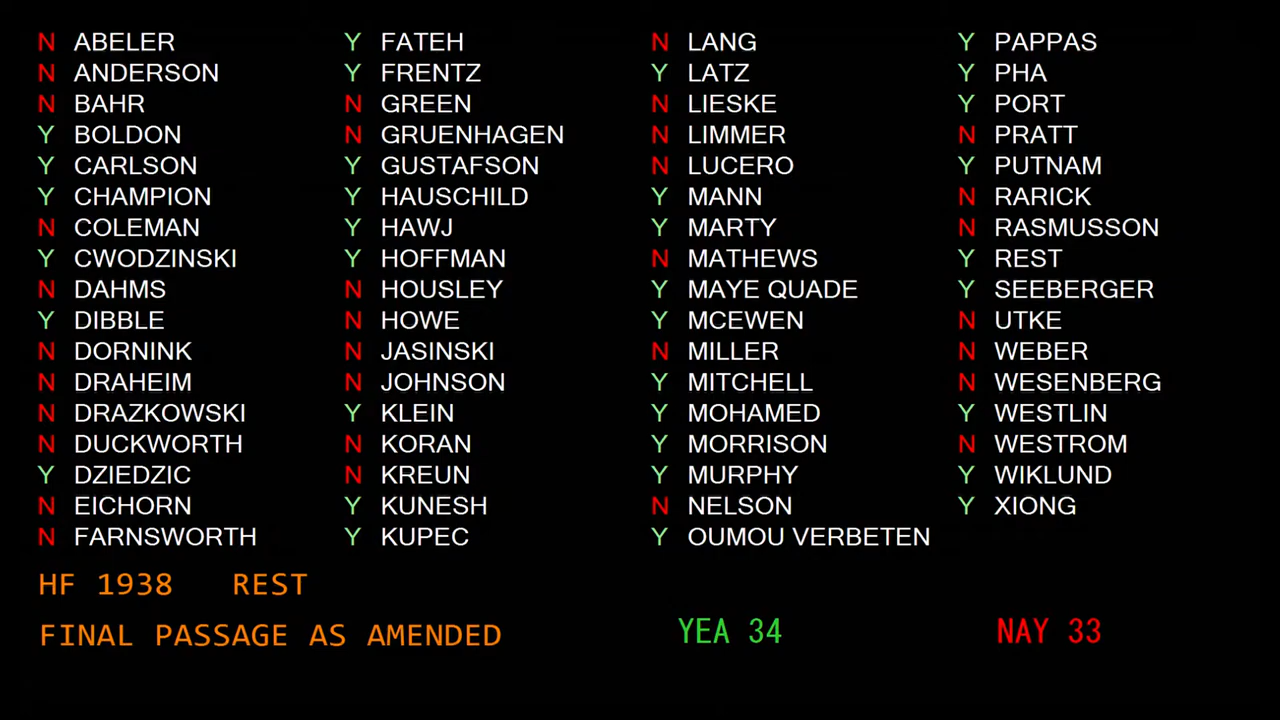 N ABELER Y FATEH N LANG Y PAPPAS
N ANDERSON Y FRENTZ Y LATZ Y PHA
N BAHR N GREEN N LIESKE Y PORT
Y BOLDON N GRUENHAGEN N LIMMER N PRATT
Y CARLSON Y GUSTAFSON N LUCERO Y PUTNAM
Y CHAMPION Y HAUSCHILD Y MANN N RARICK
N COLEMAN Y HAWJ Y MARTY N RASMUSSON
Y CWODZINSKI Y HOFFMAN N MATHEWS Y REST
N DAHMS N HOUSLEY Y MAYE QUADE Y SEEBERGER
Y DIBBLE N HOWE Y MCEWEN N UTKE
N DORNINK N JASINSKI N MILLER N WEBER
N DRAHEIM N JOHNSON Y MITCHELL N WESENBERG
N DRAZKOWSKI Y KLEIN Y MOHAMED Y WESTLIN
N DUCKWORTH N KORAN Y MORRISON N WESTROM
Y DZIEDZIC N KREUN Y MURPHY Y WIKLUND
N EICHORN Y KUNESH N NELSON Y XIONG
N FARNSWORTH Y KUPEC Y OUMOU VERBETEN
HF 1938 REST
FINAL PASSAGE AS AMENDED YEA 34 NAY 33